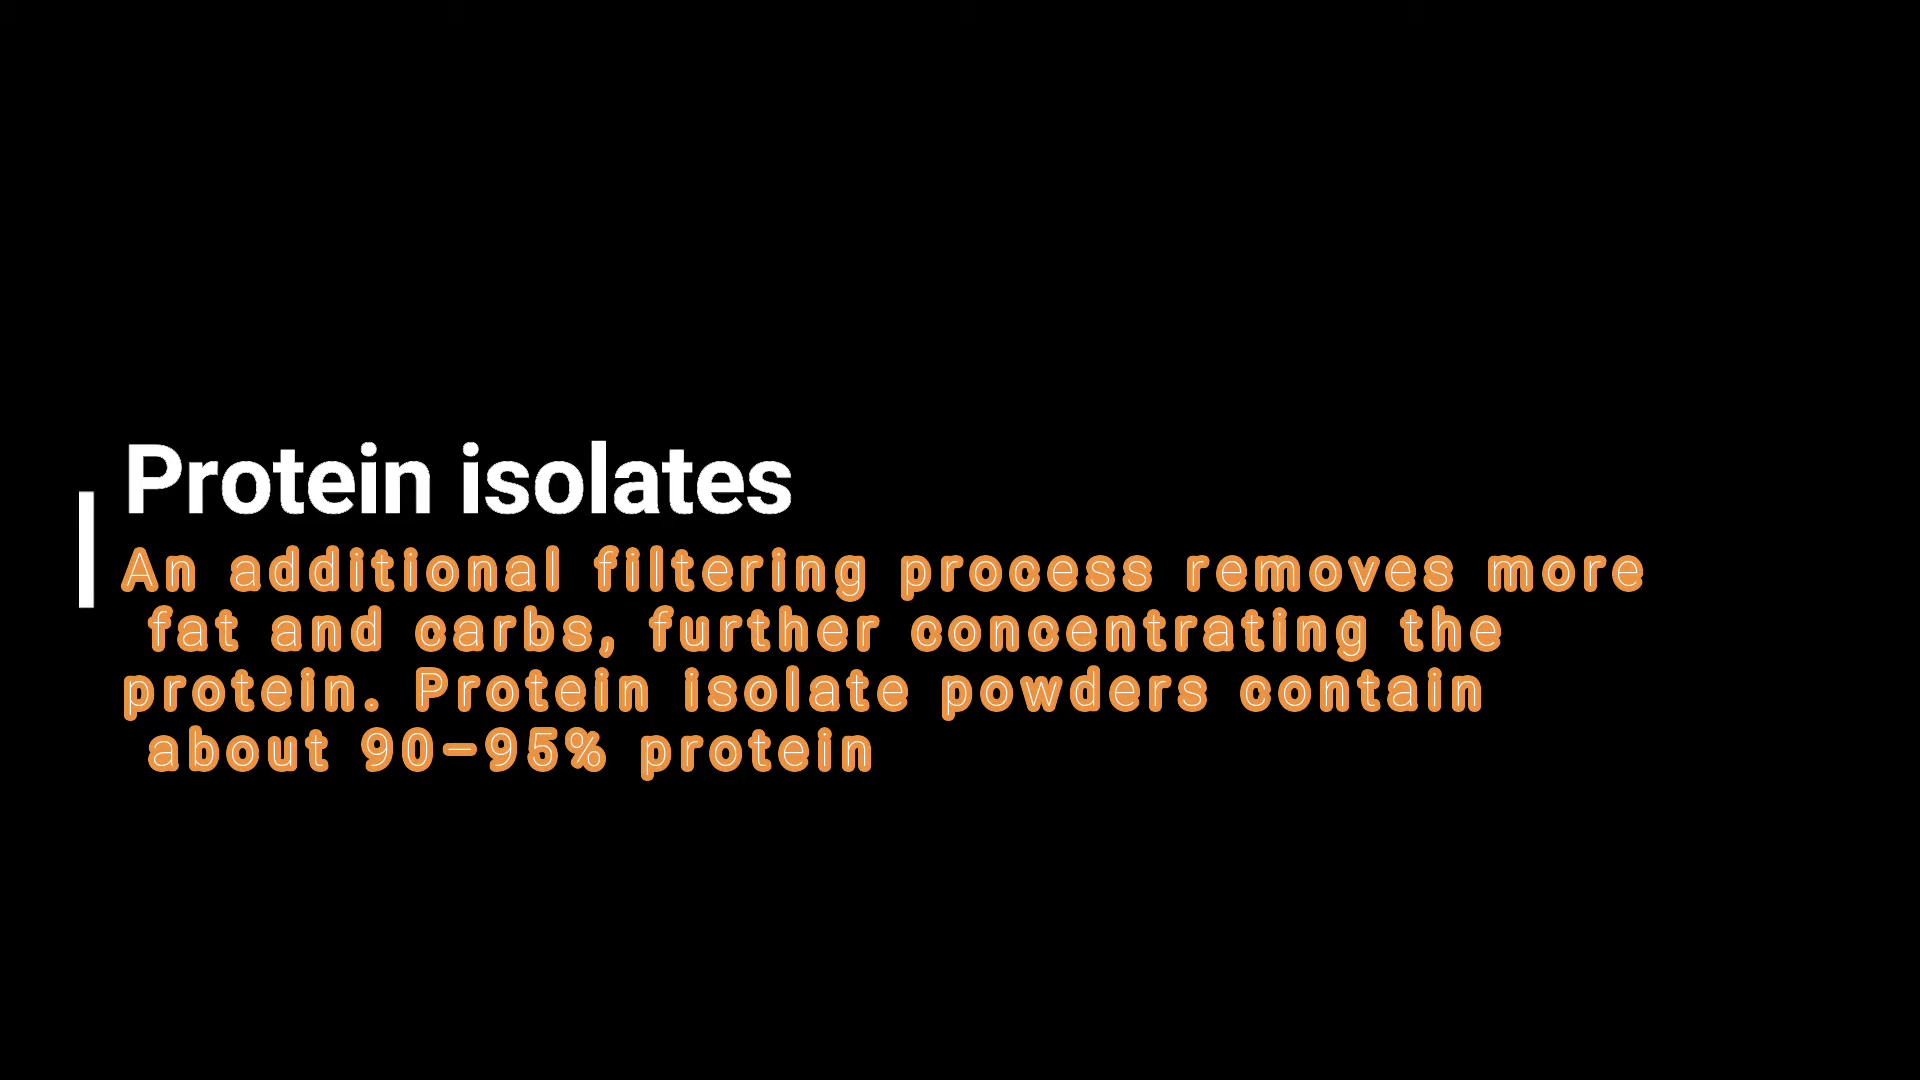 Protein isolates
An additional filtering process removes more
fat and carbs, further concentrating the
protein. Protein isolate powders contain
about 90–95% protein